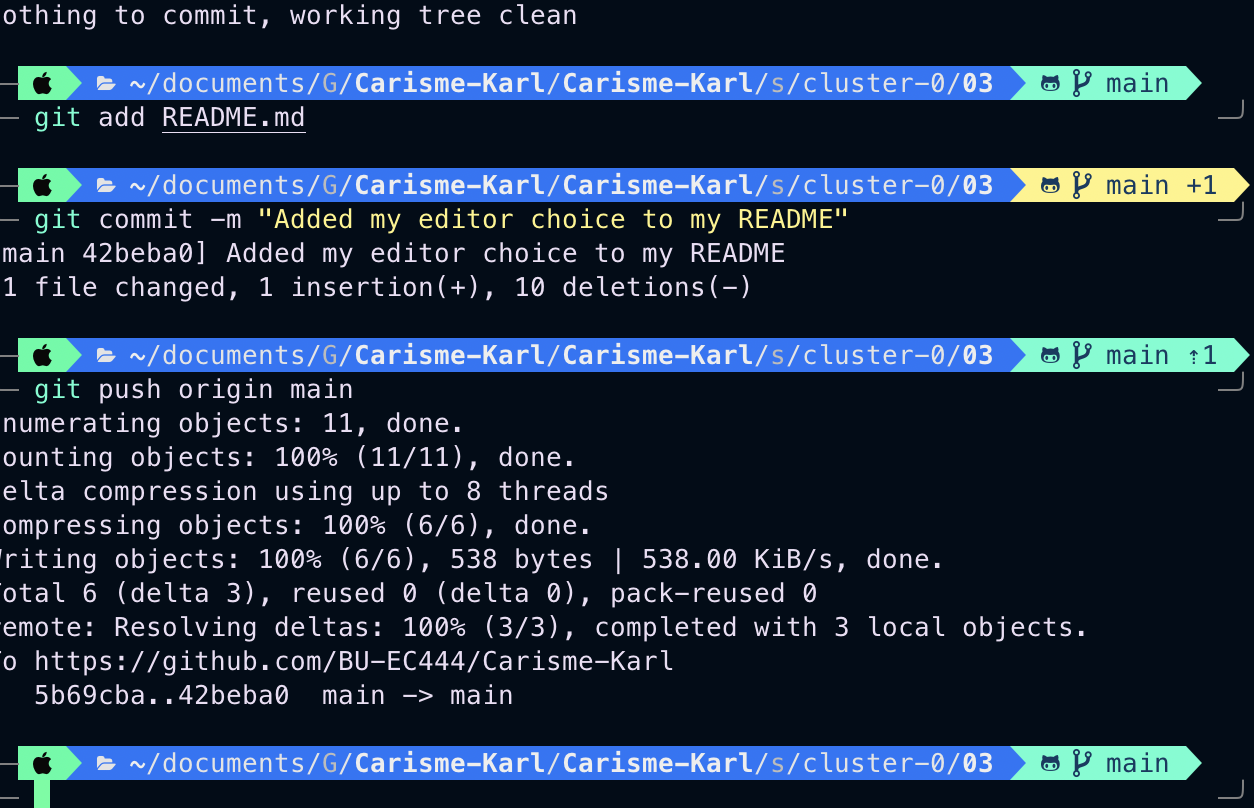 othing to commit, working tree clean
~/documents/G/Carisme-Karl/Carisme-Karl/s/cluster-0/03 main
git add README.md
~/documents/G/Carisme-Karl/Carisme-Karl/s/cluster-0/03 main +1
git commit -m "Added my editor choice to my README"
main 42beba0] Added my editor choice to my README
1 file changed, 1 insertion(+), 10 deletions(-)
~/documents/G/Carisme-Karl/Carisme-Karl/s/cluster-0/03 main ⇡1
git push origin main
numerating objects: 11, done.
ounting objects: 100% (11/11), done.
elta compression using up to 8 threads
ompressing objects: 100% (6/6), done.
riting objects: 100% (6/6), 538 bytes | 538.00 KiB/s, done.
otal 6 (delta 3), reused 0 (delta 0), pack-reused 0
emote: Resolving deltas: 100% (3/3), completed with 3 local objects.
o https://github.com/BU-EC444/Carisme-Karl
5b69cba..42beba0 main -> main
~/documents/G/Carisme-Karl/Carisme-Karl/s/cluster-0/03 main